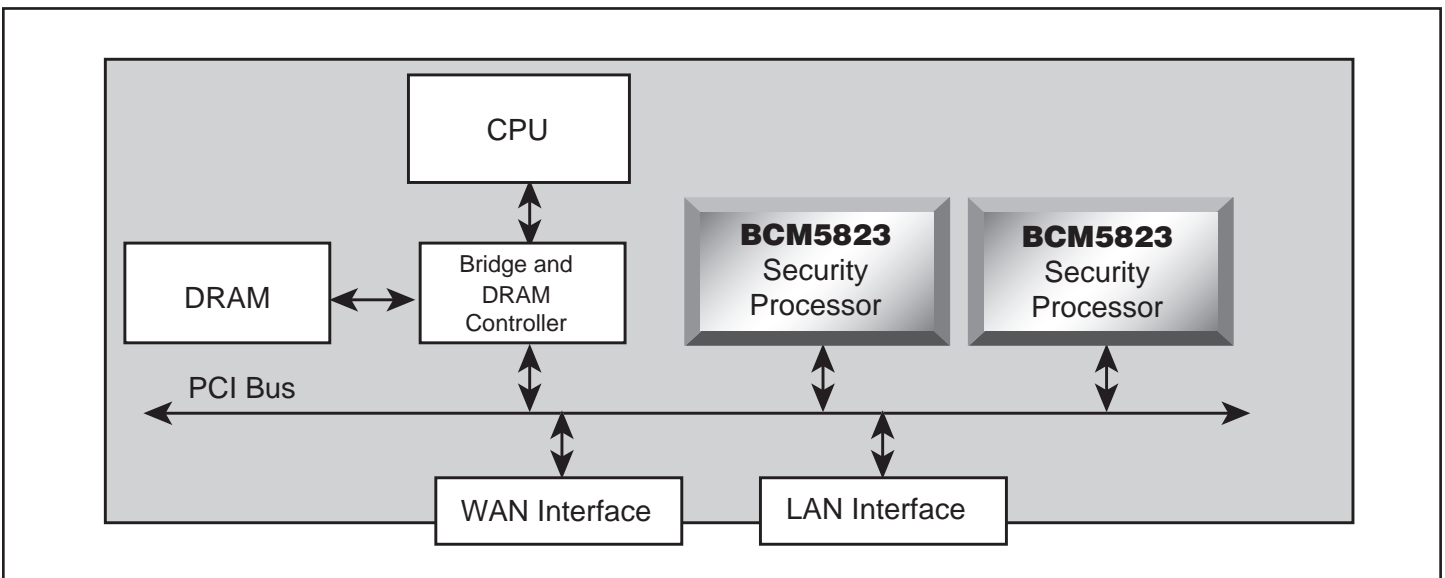 CPU
BCM5823
Security
Processor
BCM5823
Security
Processor
DRAM
Bridge and
DRAM
Controller
PCI Bus
WAN Interface
LAN Interface